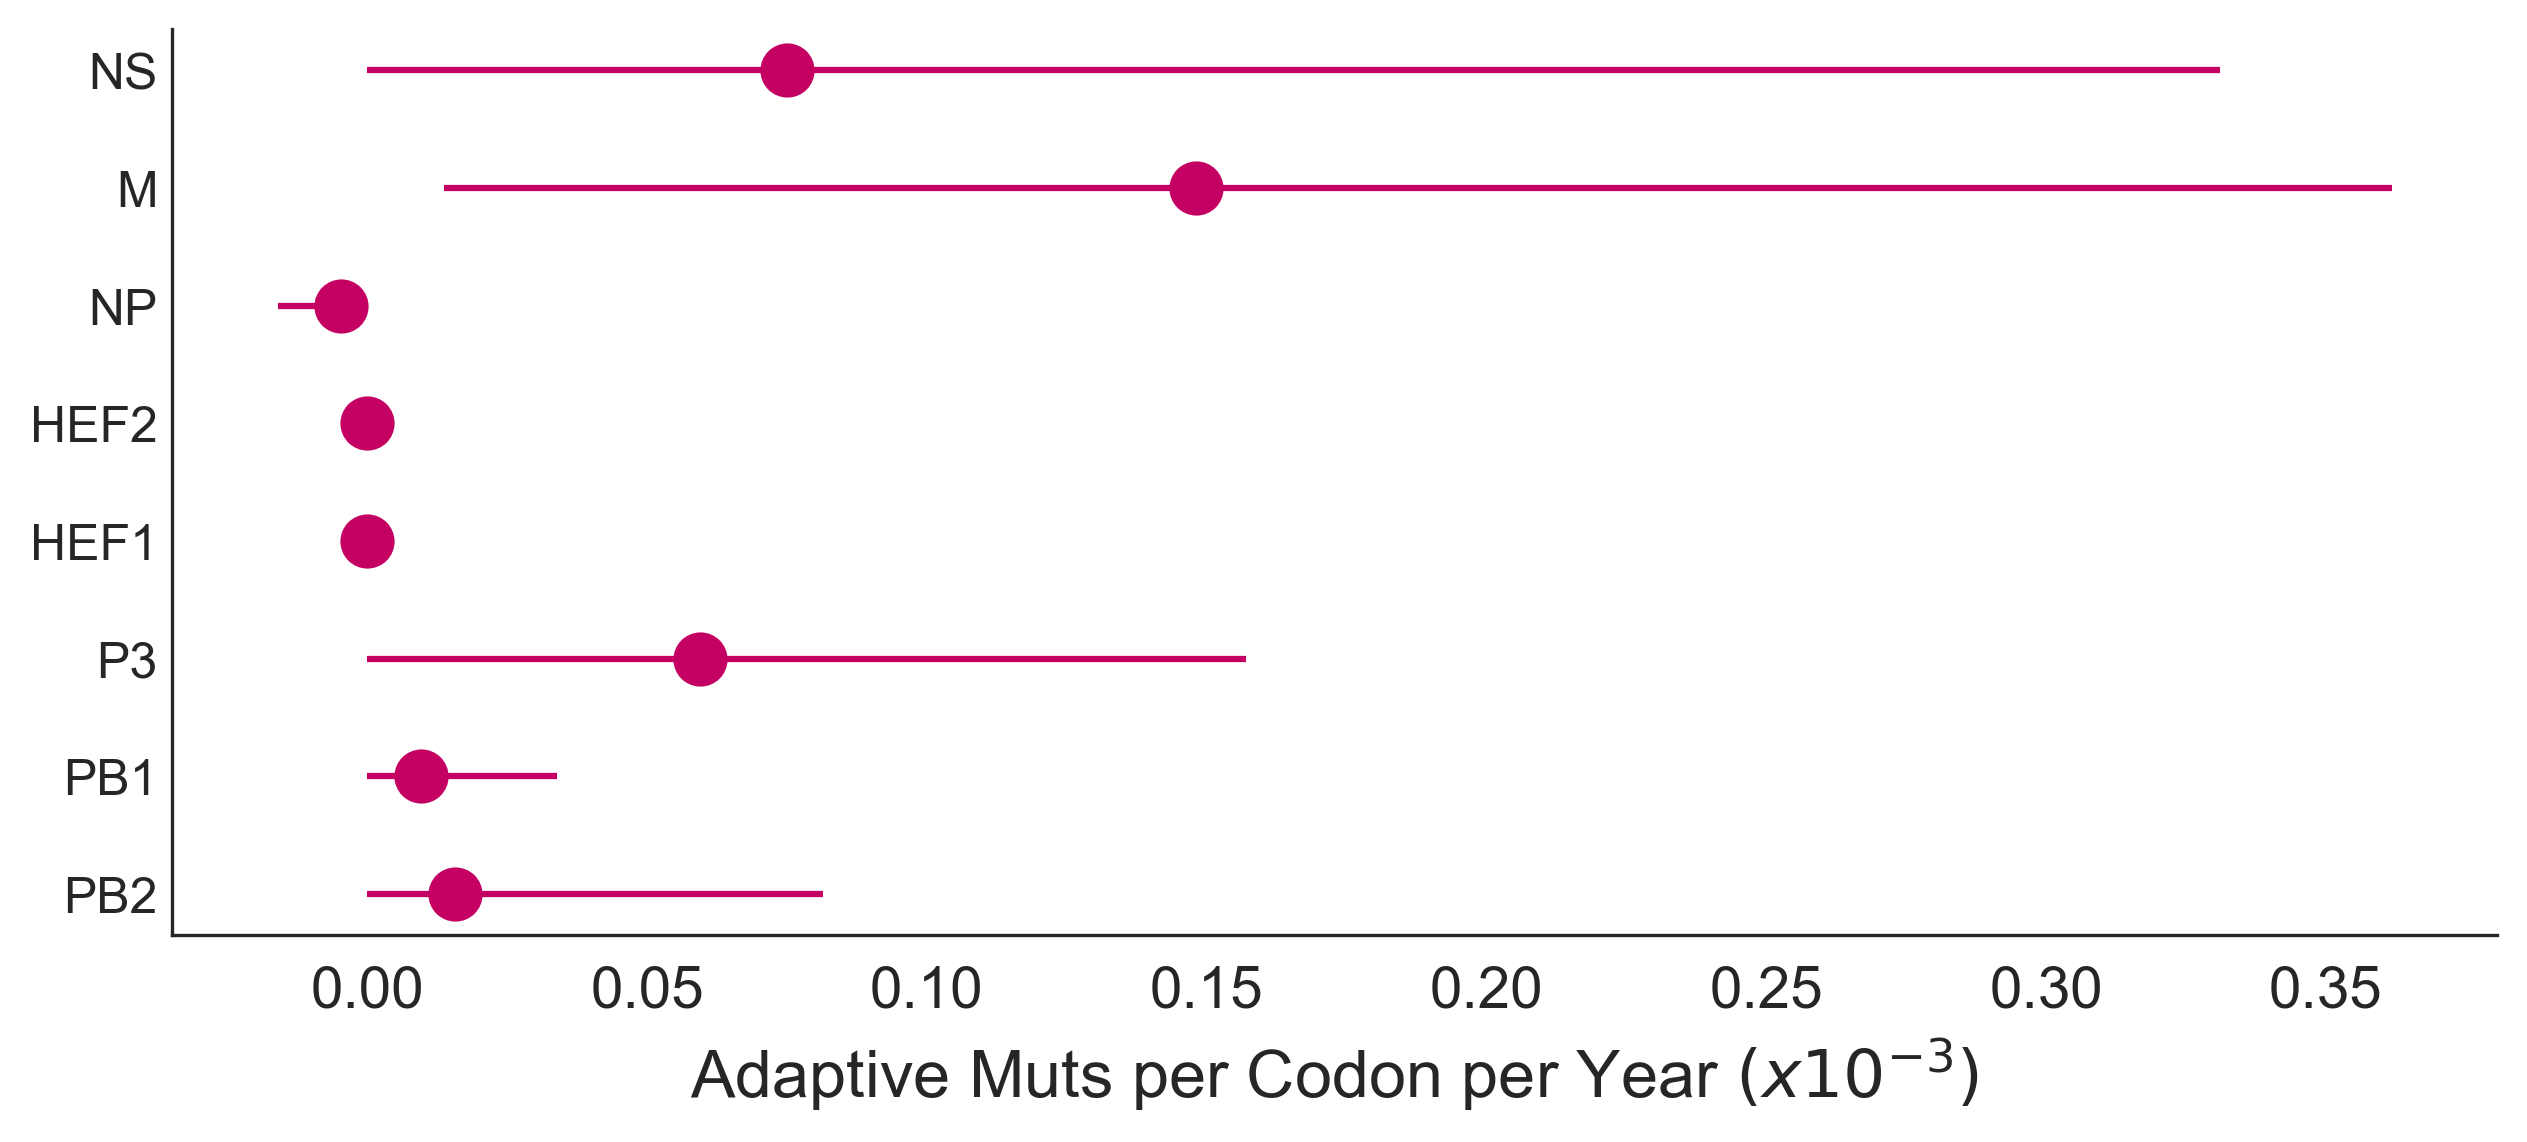 NS
M
NP
HEF2
HEF1
P3
PB1
PB2
0.00 0.05 0.10 0.15 0.20 0.25 0.30 0.35
Adaptive Muts per Codon per Year (x10⁻³)